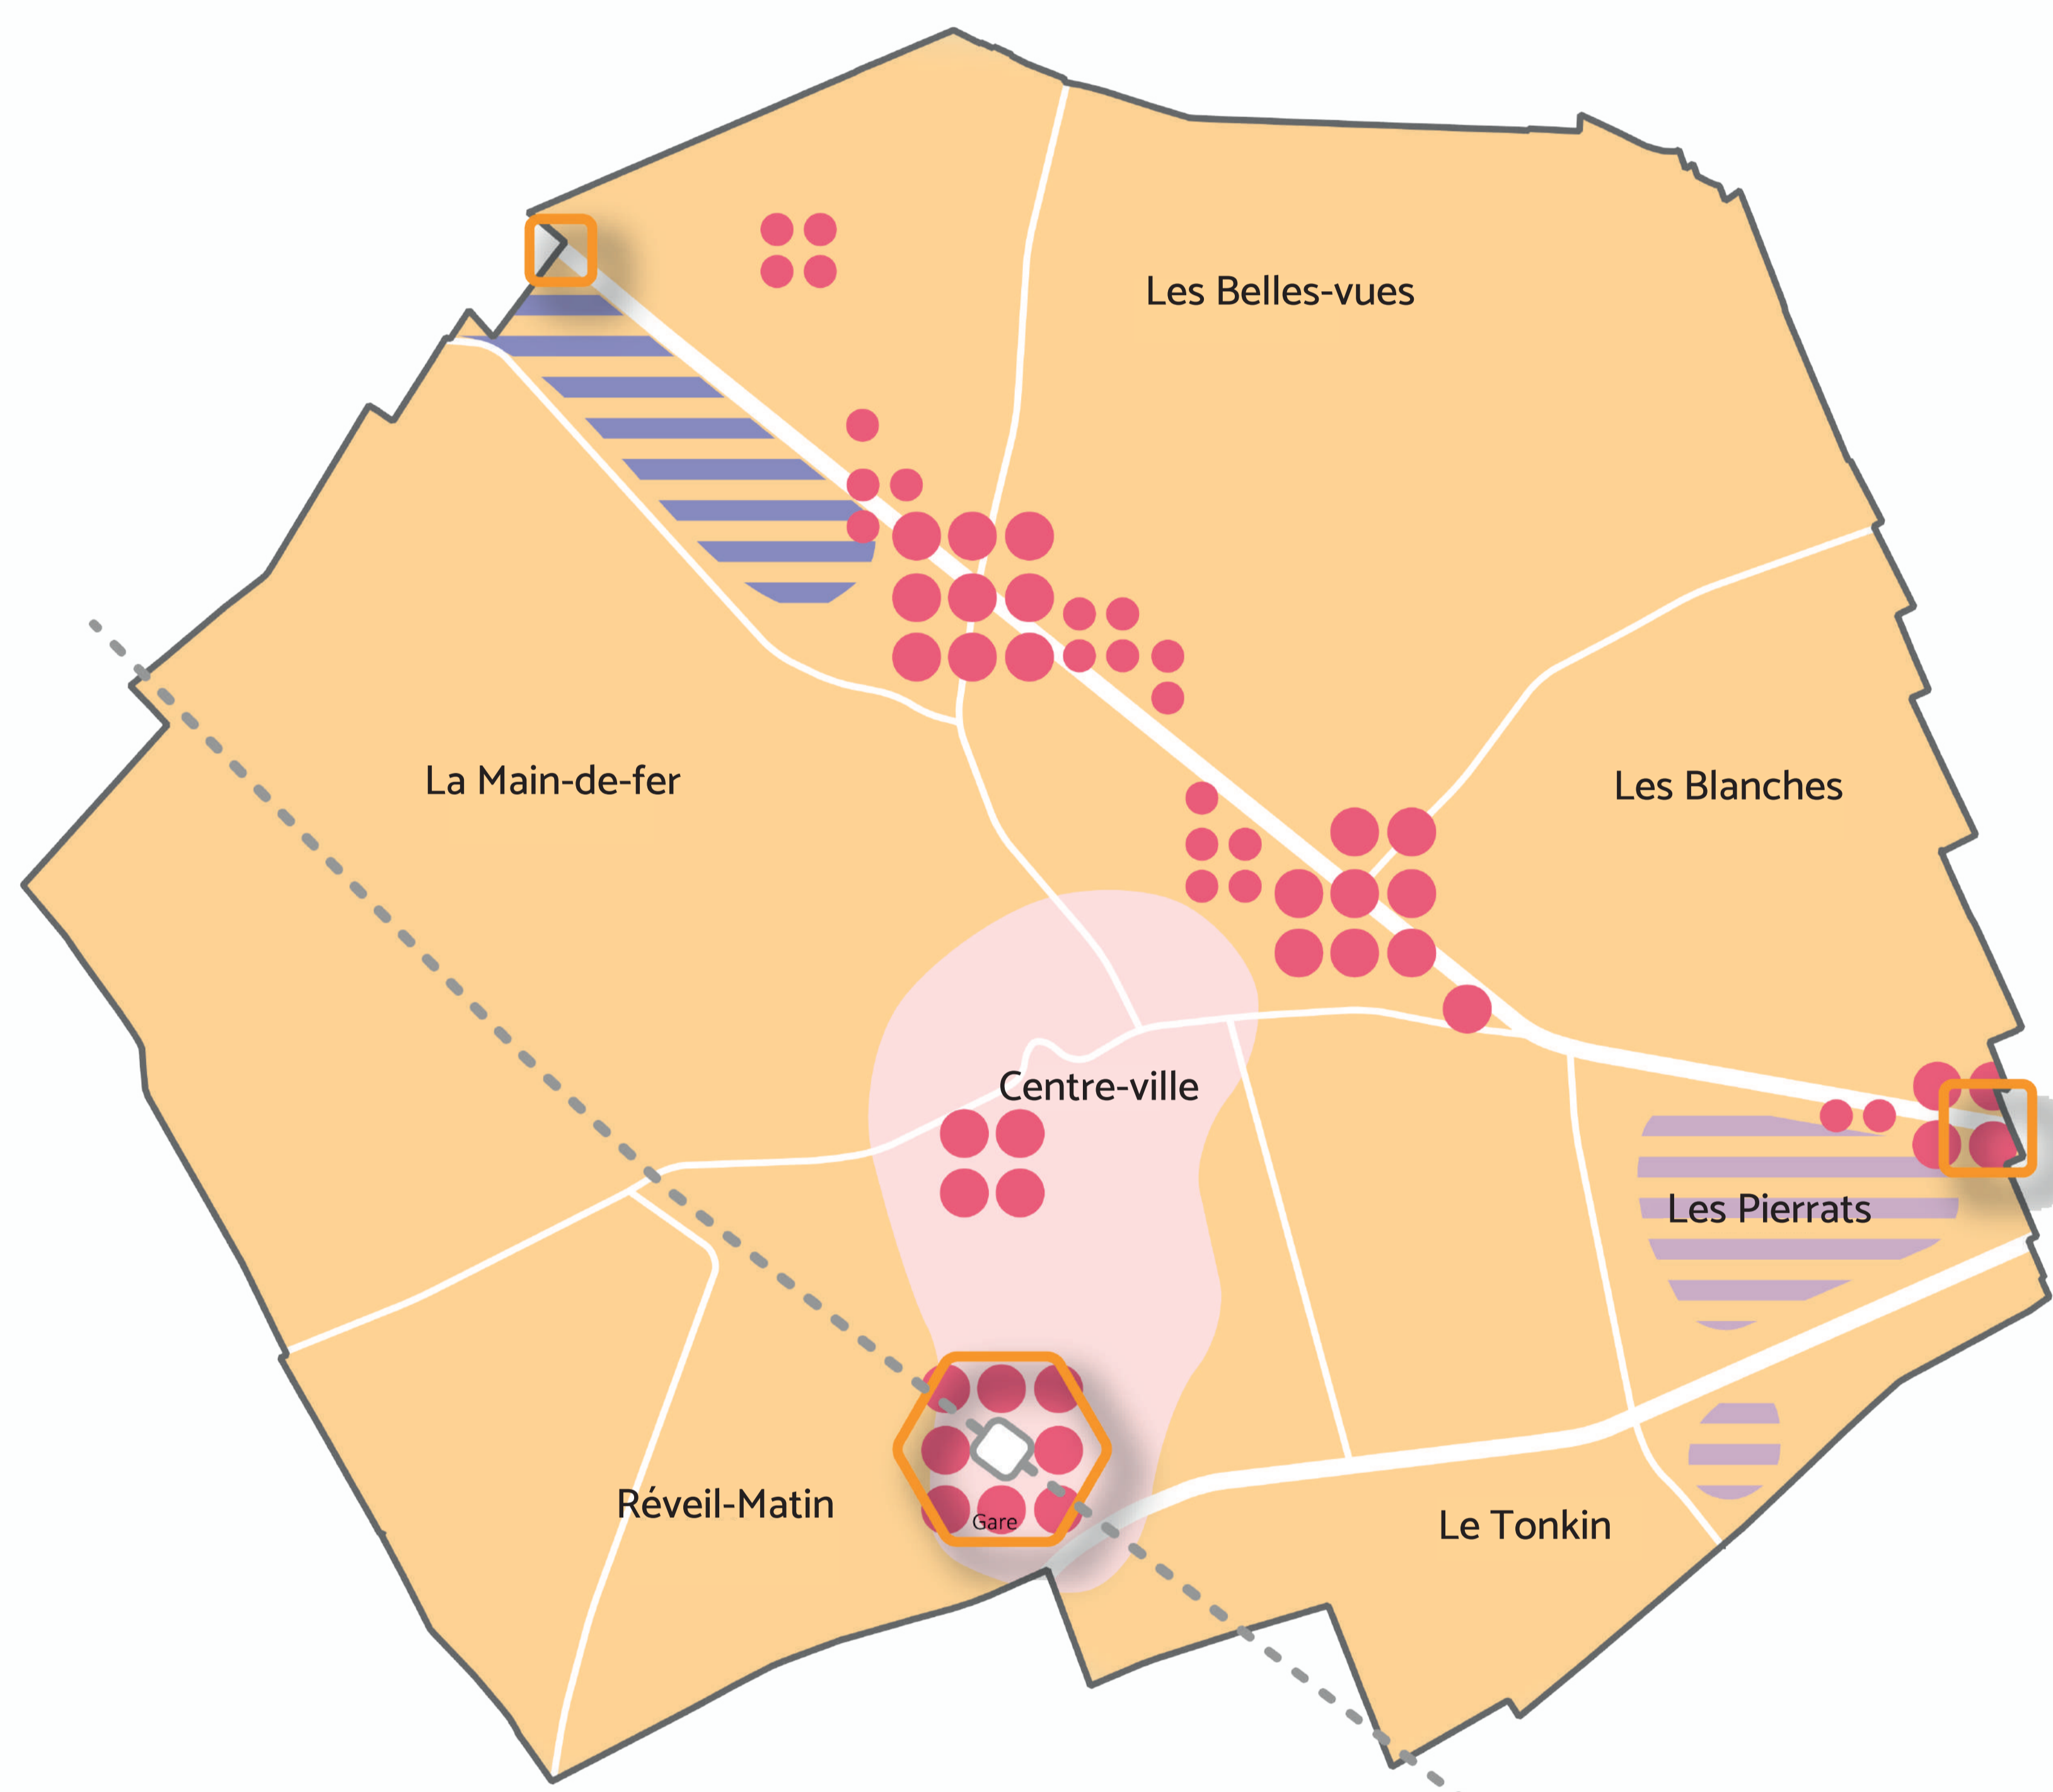 Les Belles-vues
La Main-de-fer
Les Blanches
Centre-ville
Les Pierrats
Réveil-Matin
Gare
Le Tonkin